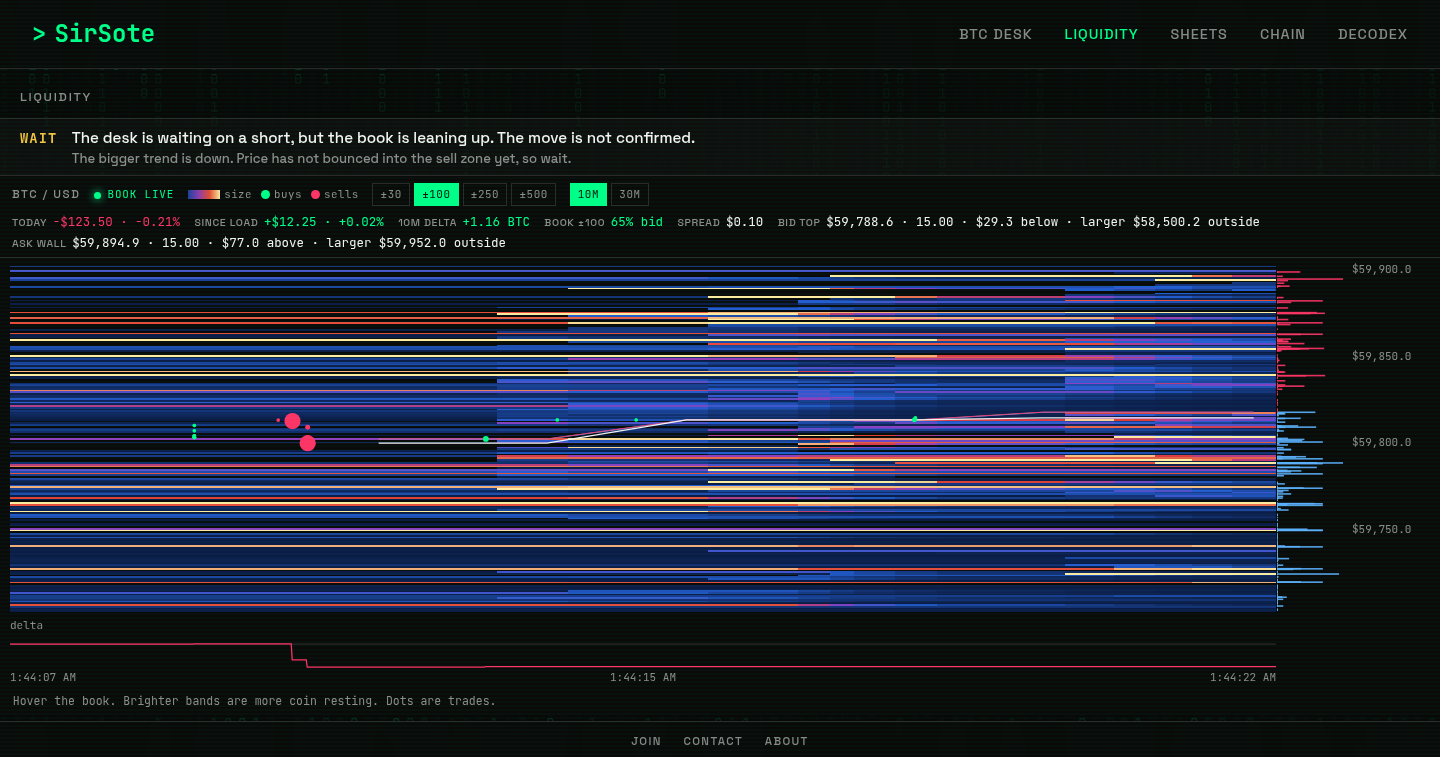 > SirSote
BTC DESK LIQUIDITY SHEETS CHAIN DECODEX
LIQUIDITY
WAIT The desk is waiting on a short, but the book is leaning up. The move is not confirmed.
The bigger trend is down. Price has not bounced into the sell zone yet, so wait.
BTC / USD BOOK LIVE size buys sells ±30 ±100 ±250 ±500 10M 30M
TODAY -$123.50 · -0.21% SINCE LOAD +$12.25 · +0.02% 10M DELTA +1.16 BTC BOOK ±100 65% bid SPREAD $0.10 BID TOP $59,788.6 · 15.00 · $29.3 below · larger $58,500.2 outside
ASK WALL $59,894.9 · 15.00 · $77.0 above · larger $59,952.0 outside
$59,900.0
$59,850.0
$59,800.0
$59,750.0
delta
1:44:07 AM 1:44:15 AM 1:44:22 AM
Hover the book. Brighter bands are more coin resting. Dots are trades.
JOIN CONTACT ABOUT